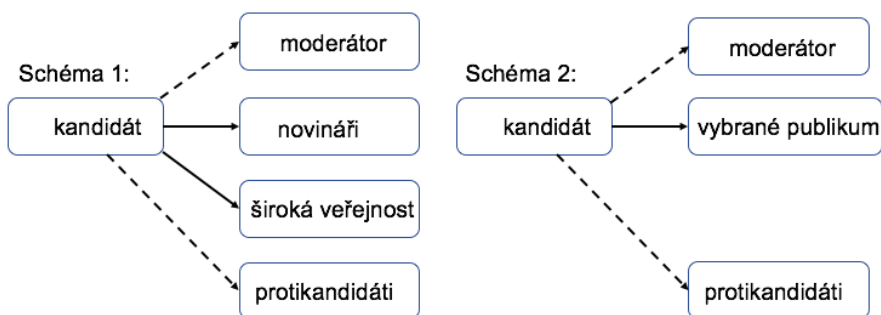 Schéma 1:
moderátor
kandidát
novináři
široká veřejnost
protikandidáti
Schéma 2:
moderátor
kandidát
vybrané publikum
protikandidáti